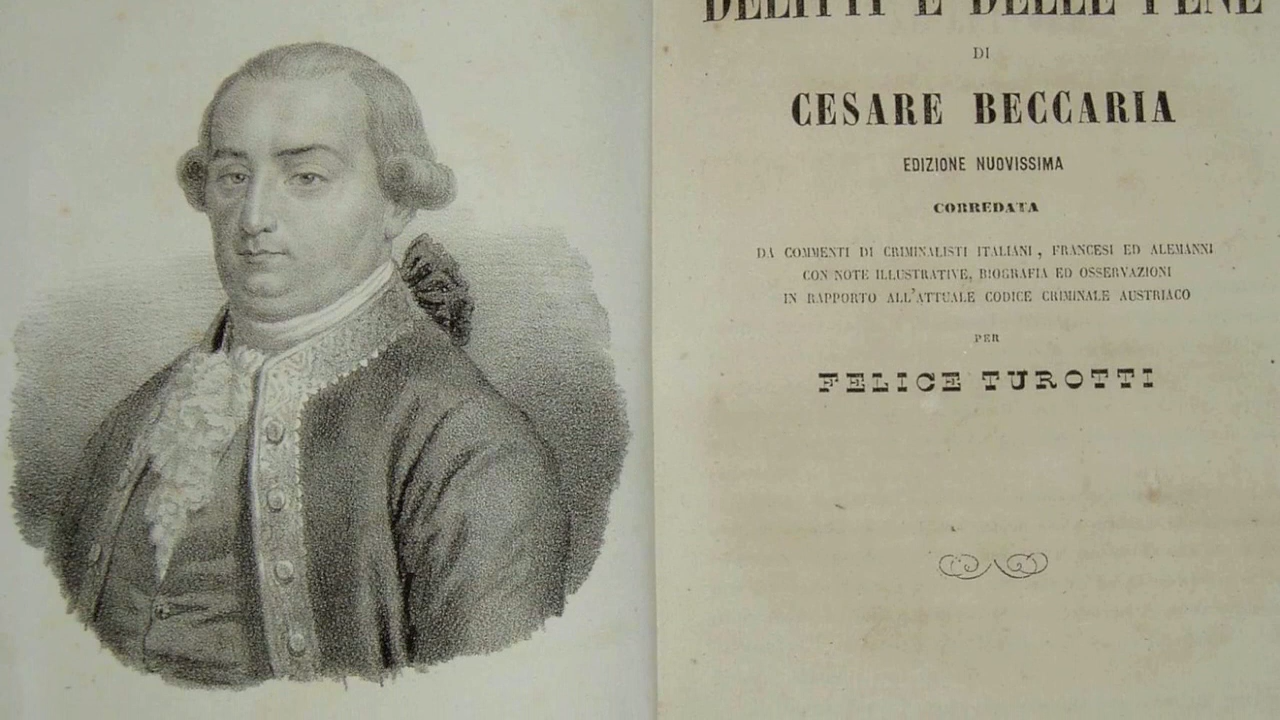 DELITTI E DELLE PENE
DI
CESARE BECCARIA
EDIZIONE NUOVISSIMA
CORREDATA
DA COMMENTI DI CRIMINALISTI ITALIANI, FRANCESI ED ALEMANNI
CON NOTE ILLUSTRATIVE, BIOGRAFIA ED OSSERVAZIONI
IN RAPPORTO ALL'ATTUALE CODICE CRIMINALE AUSTRIACO
PER
FELICE TUROTTI